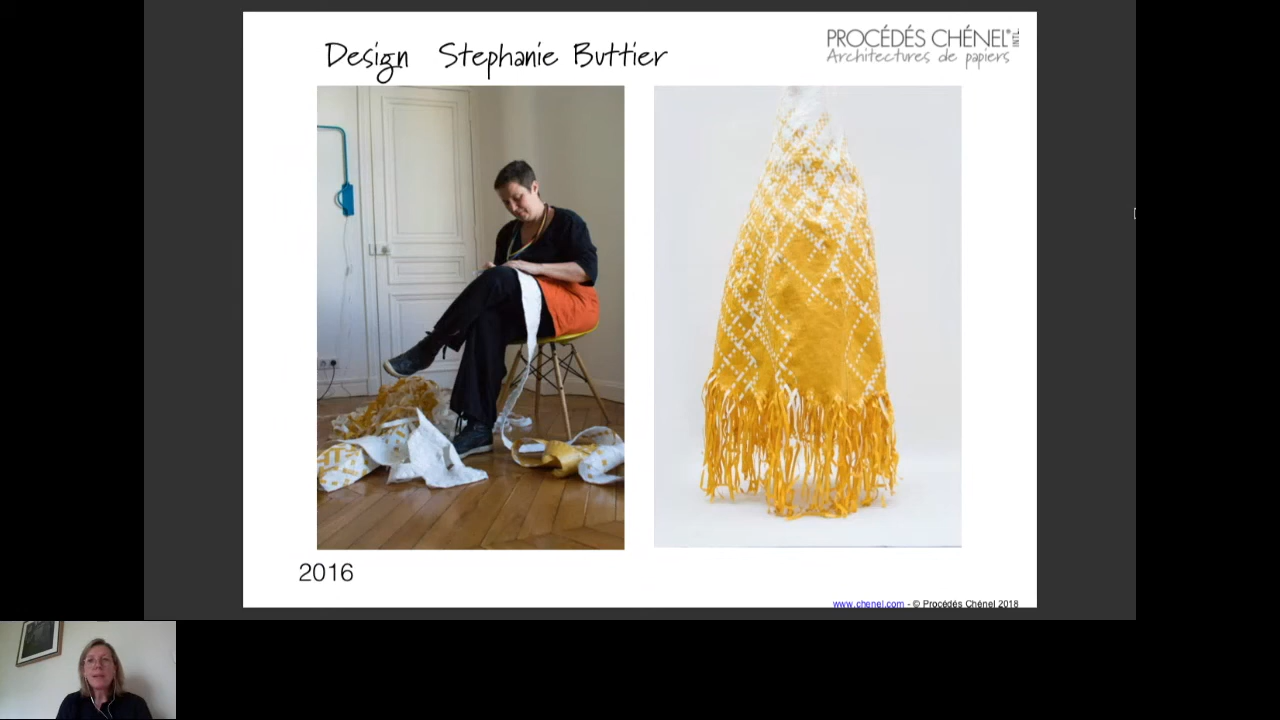 Design Stephanie Buttier
PROCÉDÉS CHÉNEL® INTL.
Architectures de papiers
2016
www.chenel.com - © Procédés Chénel 2018